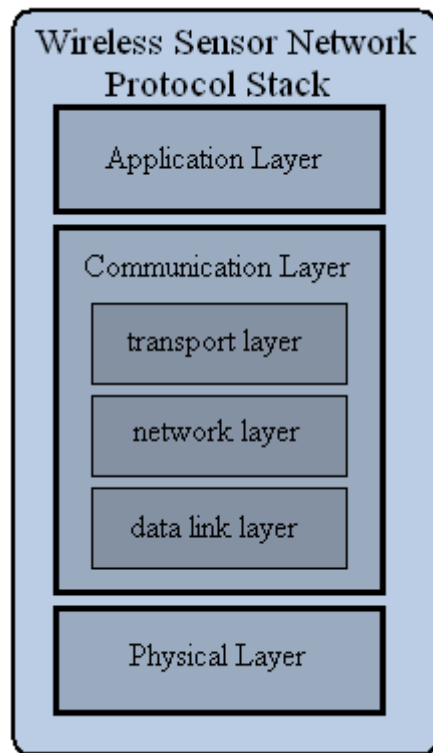 Wireless Sensor Network
Protocol Stack
Application Layer
Communication Layer
transport layer
network layer
data link layer
Physical Layer